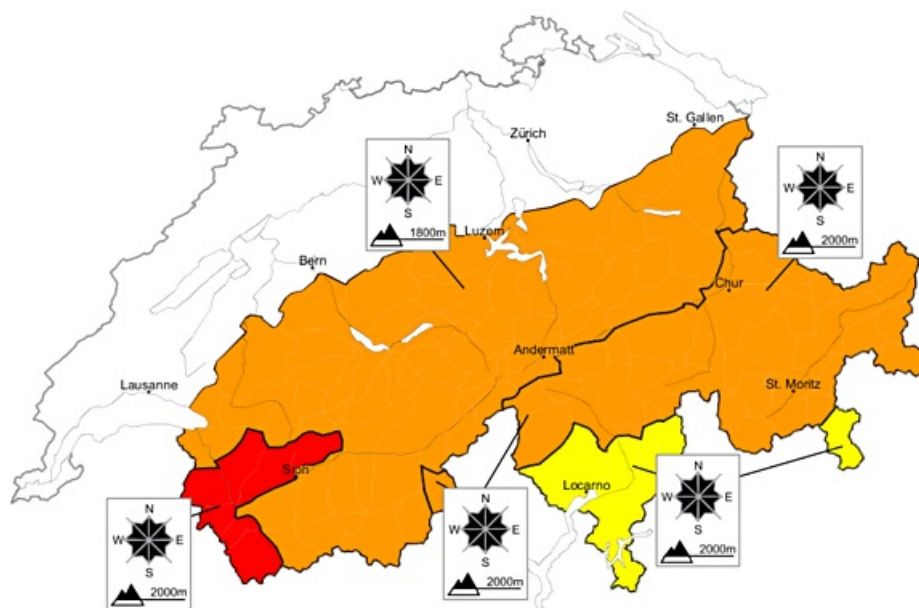 St. Gallen
Zürich
N
W E
S
1800m
N
W E
S
2000m
Luzern
Bern
Chur
Andermatt
Lausanne
St. Moritz
Sion
Locarno
N
W E
S
2000m
N
W E
S
2000m
N
W E
S
2000m